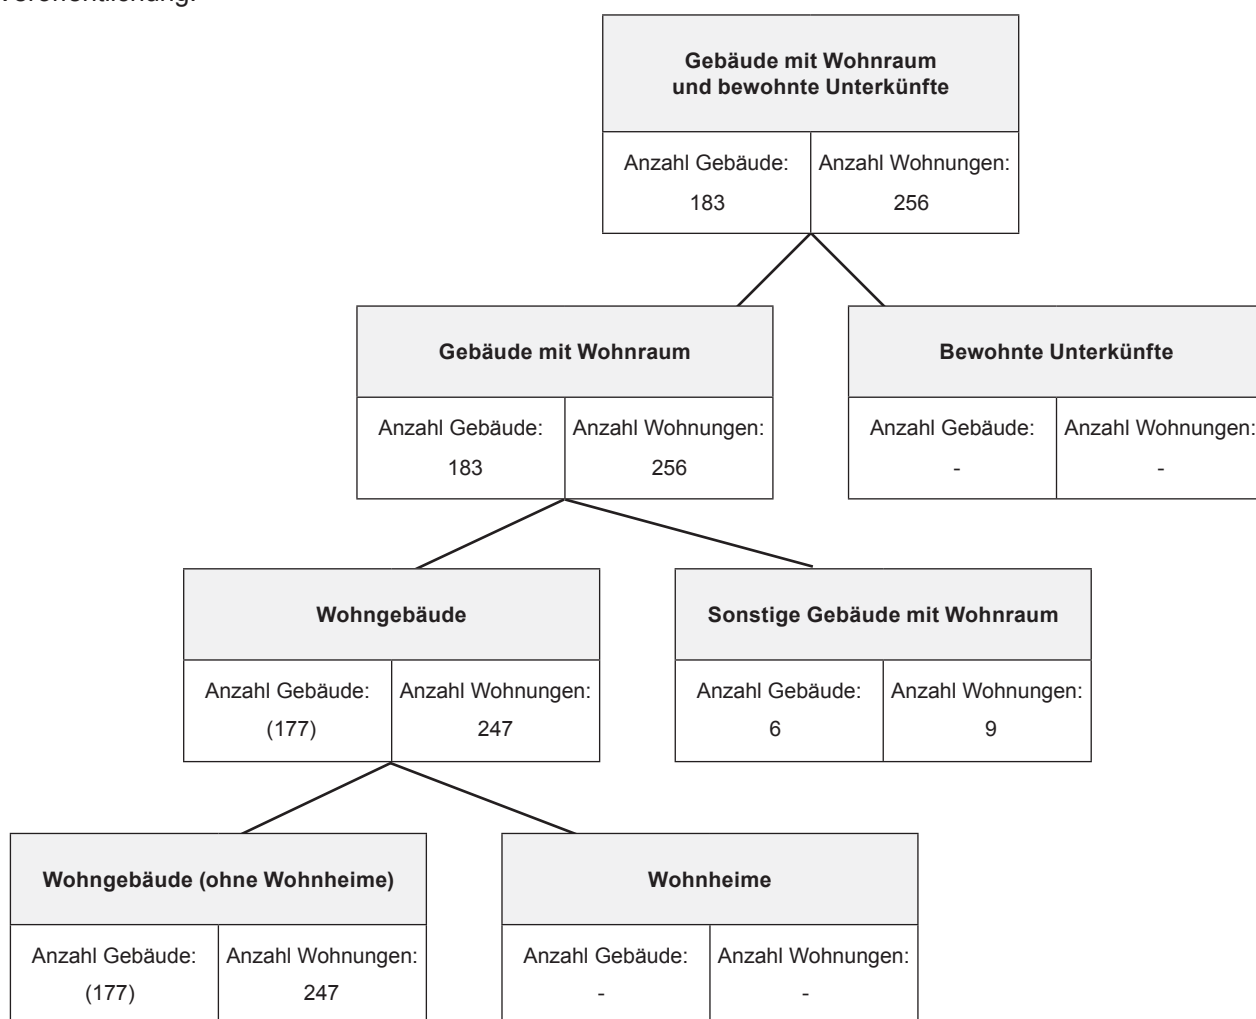 Veröffentlichung.
Gebäude mit Wohnraum
und bewohnte Unterkünfte
Anzahl Gebäude: Anzahl Wohnungen:
183 256
Gebäude mit Wohnraum
Bewohnte Unterkünfte
Anzahl Gebäude: Anzahl Wohnungen:
183 256
Anzahl Gebäude: Anzahl Wohnungen:
- -
Wohngebäude
Sonstige Gebäude mit Wohnraum
Anzahl Gebäude: Anzahl Wohnungen:
(177) 247
Anzahl Gebäude: Anzahl Wohnungen:
6 9
Wohngebäude (ohne Wohnheime)
Wohnheime
Anzahl Gebäude: Anzahl Wohnungen:
(177) 247
Anzahl Gebäude: Anzahl Wohnungen:
- -